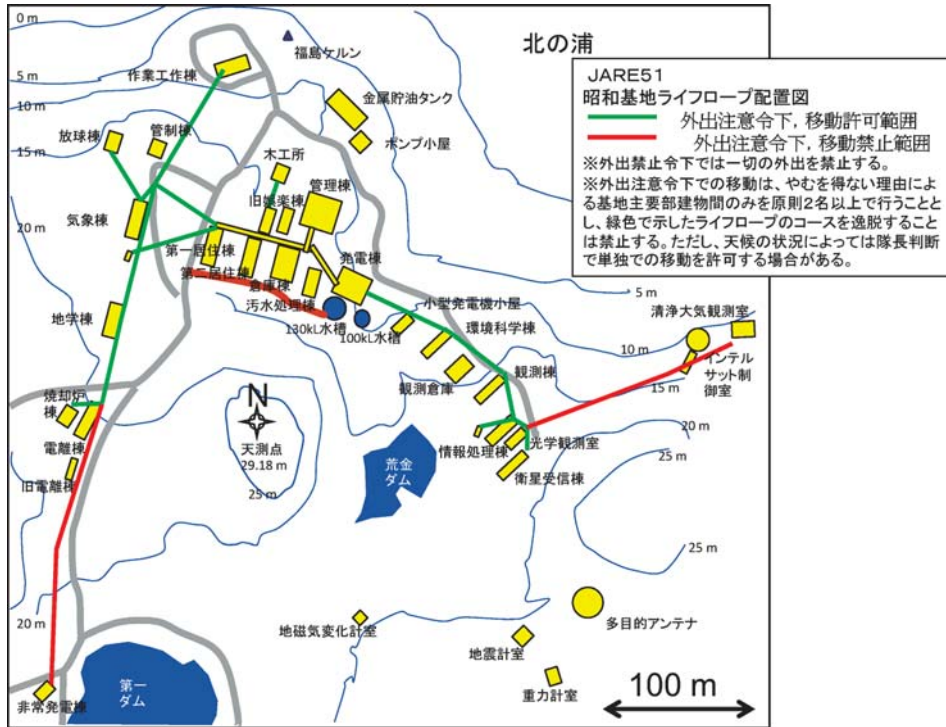 0 m
5 m
10 m
15 m
20 m
福島ケルン
北の浦
作業工作棟
金属貯油タンク
ポンプ小屋
放球棟
管制棟
木工所
管理棟
旧娯楽棟
気象棟
第一居住棟
発電棟
第二居住棟
倉庫棟
汚水処理棟
130kL水槽
100kL水槽
小型発電機小屋
環境科学棟
地学棟
JARE51
昭和基地ライフロープ配置図
外出注意令下，移動許可範囲
外出注意令下，移動禁止範囲
※外出禁止令下では一切の外出を禁止する。
※外出注意令下での移動は、やむを得ない理由によ
る基地主要部建物間のみを原則２名以上で行うことと
し、緑色で示したライフロープのコースを逸脱すること
は禁止する。ただし、天候の状況によっては隊長判断
で単独での移動を許可する場合がある。
5 m
清浄大気観測室
10 m
インテル
サット制
御室
15 m
20 m
25 m
観測棟
観測倉庫
焼却炉
棟
N
天測点
29.18 m
25 m
電離棟
旧電離棟
情報処理棟
光学観測室
衛星受信棟
荒金
ダム
25 m
20 m
地磁気変化計室
多目的アンテナ
地震計室
重力計室
非常発電棟
第一
ダム
100 m